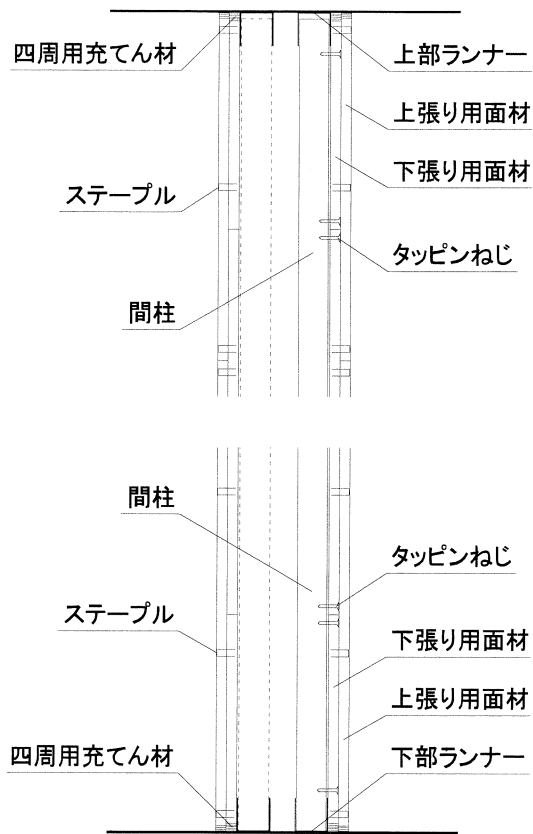 四周用充てん材
上部ランナー
上張り用面材
下張り用面材
ステープル
タッピンねじ
間柱
間柱
タッピンねじ
ステープル
下張り用面材
上張り用面材
四周用充てん材
下部ランナー